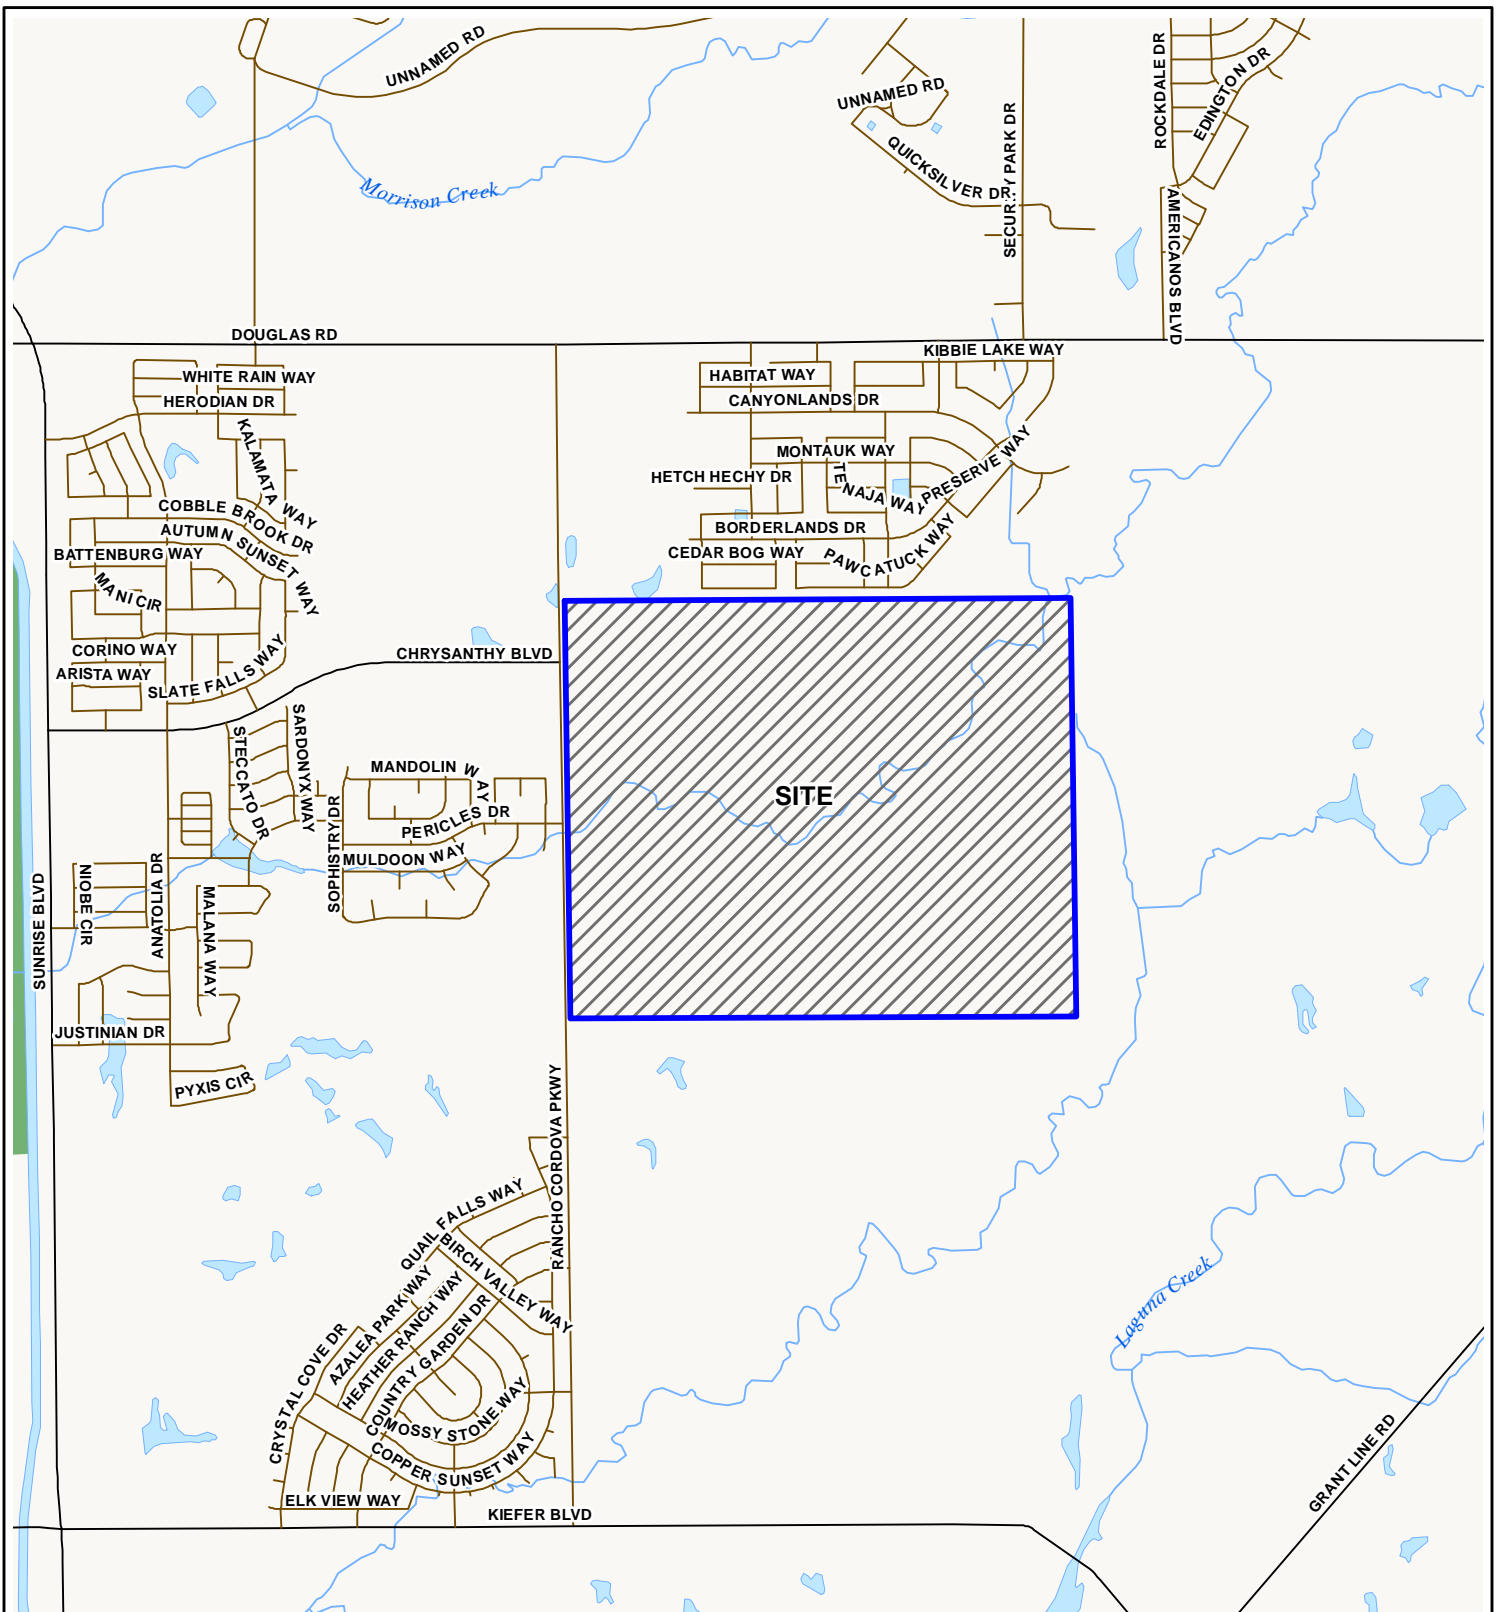 UNNAMED RD
UNNAMED RD
ROCKDALE DR
EDINGTON DR
SECURITY PARK DR
QUICKSILVER DR
Morrison Creek
AMERICANOS BLVD
DOUGLAS RD
KIBBIE LAKE WAY
WHITE RAIN WAY
HABITAT WAY
HERODIAN DR
CANYONLANDS DR
KALAMATA WAY
MONTAUK WAY
HETCH HECHY DR
TENAJA WAY
PRESERVE WAY
COBBLE BROOK DR
AUTUMN SUNSET WAY
BORDERLANDS DR
BATTENBURG WAY
CEDAR BOG WAY
PAWCATUCK WAY
MANI CIR
CORINO WAY
CHRYSANTHY BLVD
ARISTA WAY
SLATE FALLS WAY
STECCATO DR
SARDONYX WAY
MANDOLIN WAY
SITE
SOPHISTRY DR
PERICLES DR
MULDOON WAY
SUNRISE BLVD
NIOBE CIR
ANATOLIA DR
MALANA WAY
JUSTINIAN DR
PYXIS CIR
RANCHO CORDOVA PKWY
QUAIL FALLS WAY
BIRCH VALLEY WAY
AZALEA PARK WAY
HEATHER RANCH WAY
COUNTRY GARDEN DR
CRYSTAL COVE DR
MOSSY STONE WAY
COPPER SUNSET WAY
ELK VIEW WAY
KIEFER BLVD
Laguna Creek
GRANT LINE RD